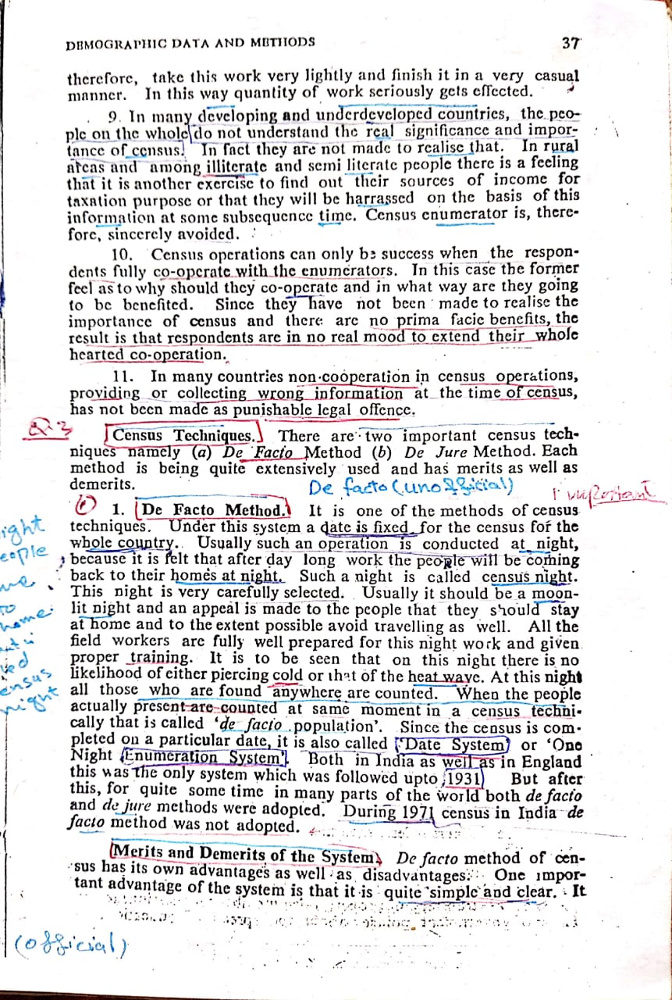 DEMOGRAPHIC DATA AND METHODS 37
therefore, take this work very lightly and finish it in a very casual
manner. In this way quantity of work seriously gets effected.
9. In many developing and underdeveloped countries, the peo-
ple on the whole do not understand the real significance and impor-
tance of census. In fact they are not made to realise that. In rural
areas and among illiterate and semi literate people there is a feeling
that it is another exercise to find out their sources of income for
taxation purpose or that they will be harrassed on the basis of this
information at some subsequence time. Census enumerator is, there-
fore, sincerely avoided.
10. Census operations can only be success when the respon-
dents fully co-operate with the enumerators. In this case the former
feel as to why should they co-operate and in what way are they going
to be benefited. Since they have not been made to realise the
importance of census and there are no prima facie benefits, the
result is that respondents are in no real mood to extend their whole
hearted co-operation.
11. In many countries non-cooperation in census operations,
providing or collecting wrong information at the time of census,
has not been made as punishable legal offence.
Q.3
Census Techniques. There are two important census tech-
niques namely (a) De Facto Method (b) De Jure Method. Each
method is being quite extensively used and has merits as well as
demerits.
De facto (unofficial)
important
1. De Facto Method. It is one of the methods of census
techniques. Under this system a date is fixed for the census for the
whole country. Usually such an operation is conducted at night,
because it is felt that after day long work the people will be coming
back to their homes at night. Such a night is called census night.
This night is very carefully selected. Usually it should be a moon-
lit night and an appeal is made to the people that they should stay
at home and to the extent possible avoid travelling as well. All the
field workers are fully well prepared for this night work and given
proper training. It is to be seen that on this night there is no
likelihood of either piercing cold or that of the heat wave. At this night
all those who are found anywhere are counted. When the people
actually present are counted at same moment in a census techni-
cally that is called 'de facto population'. Since the census is com-
pleted on a particular date, it is also called 'Date System' or 'One
Night Enumeration System'. Both in India as well as in England
this was the only system which was followed upto 1931 But after
this, for quite some time in many parts of the world both de facto
and de jure methods were adopted. During 1971 census in India de
facto method was not adopted.
ight
eople
me
to
home
ed
ensus
night
Merits and Demerits of the System. De facto method of cen-
sus has its own advantages as well as disadvantages. One impor-
tant advantage of the system is that it is quite simple and clear. It
(official)